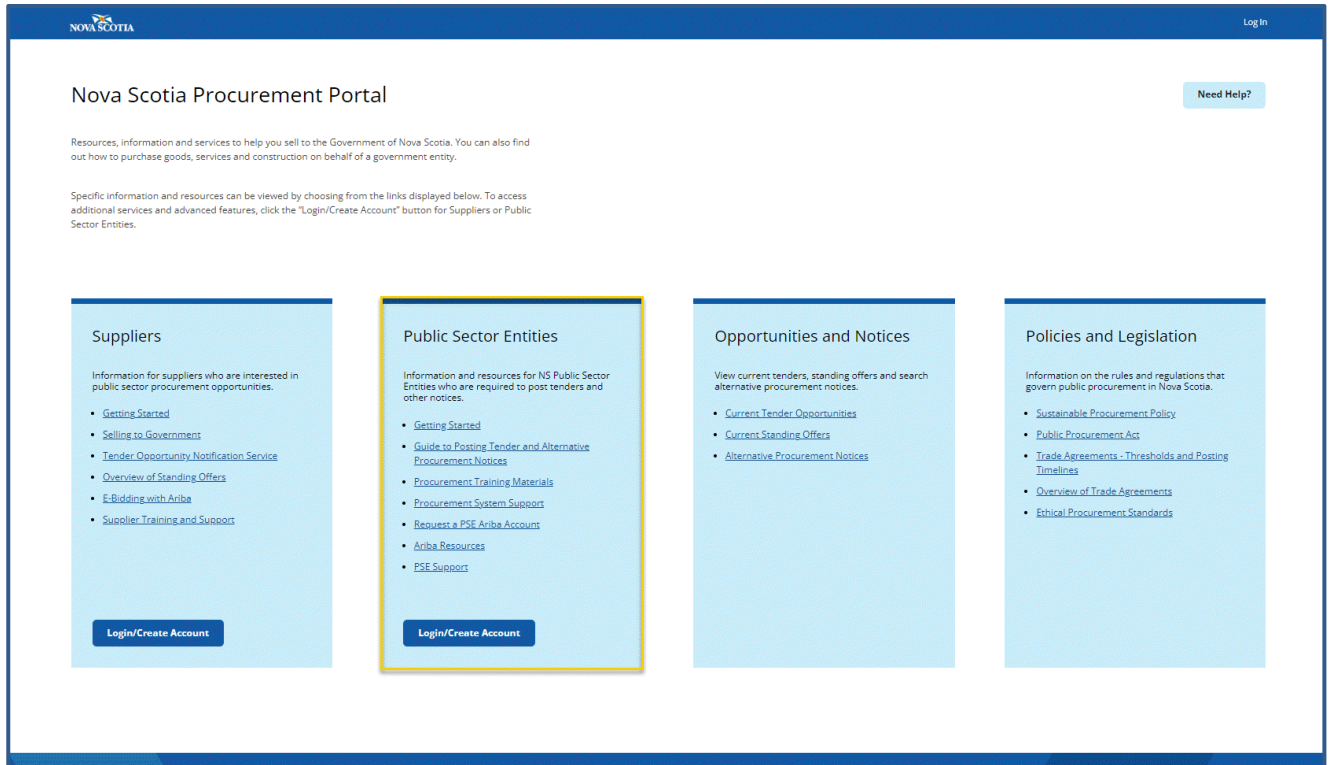 NOVA SCOTIA
Log In
Nova Scotia Procurement Portal
Need Help?
Resources, information and services to help you sell to the Government of Nova Scotia. You can also find
out how to purchase goods, services and construction on behalf of a government entity.
Specific information and resources can be viewed by choosing from the links displayed below. To access
additional services and advanced features, click the "Login/Create Account" button for Suppliers or Public
Sector Entities.
Suppliers
Information for suppliers who are interested in
public sector procurement opportunities.
• Getting Started
• Selling to Government
• Tender Opportunity Notification Service
• Overview of Standing Offers
• E-Bidding with Ariba
• Supplier Training and Support
Login/Create Account
Public Sector Entities
Information and resources for NS Public Sector
Entities who are required to post tenders and
other notices.
• Getting Started
• Guide to Posting Tender and Alternative
Procurement Notices
• Procurement Training Materials
• Procurement System Support
• Request a PSE Ariba Account
• Ariba Resources
• PSE Support
Login/Create Account
Opportunities and Notices
View current tenders, standing offers and search
alternative procurement notices.
• Current Tender Opportunities
• Current Standing Offers
• Alternative Procurement Notices
Policies and Legislation
Information on the rules and regulations that
govern public procurement in Nova Scotia.
• Sustainable Procurement Policy
• Public Procurement Act
• Trade Agreements - Thresholds and Posting
Timelines
• Overview of Trade Agreements
• Ethical Procurement Standards